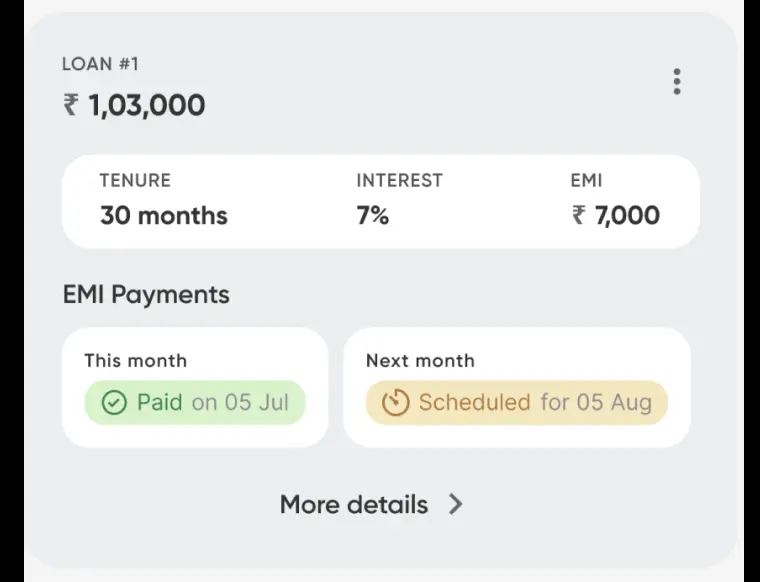 LOAN #1
₹ 1,03,000
TENURE INTEREST EMI
30 months 7% ₹ 7,000
EMI Payments
This month Next month
Paid on 05 Jul Scheduled for 05 Aug
More details